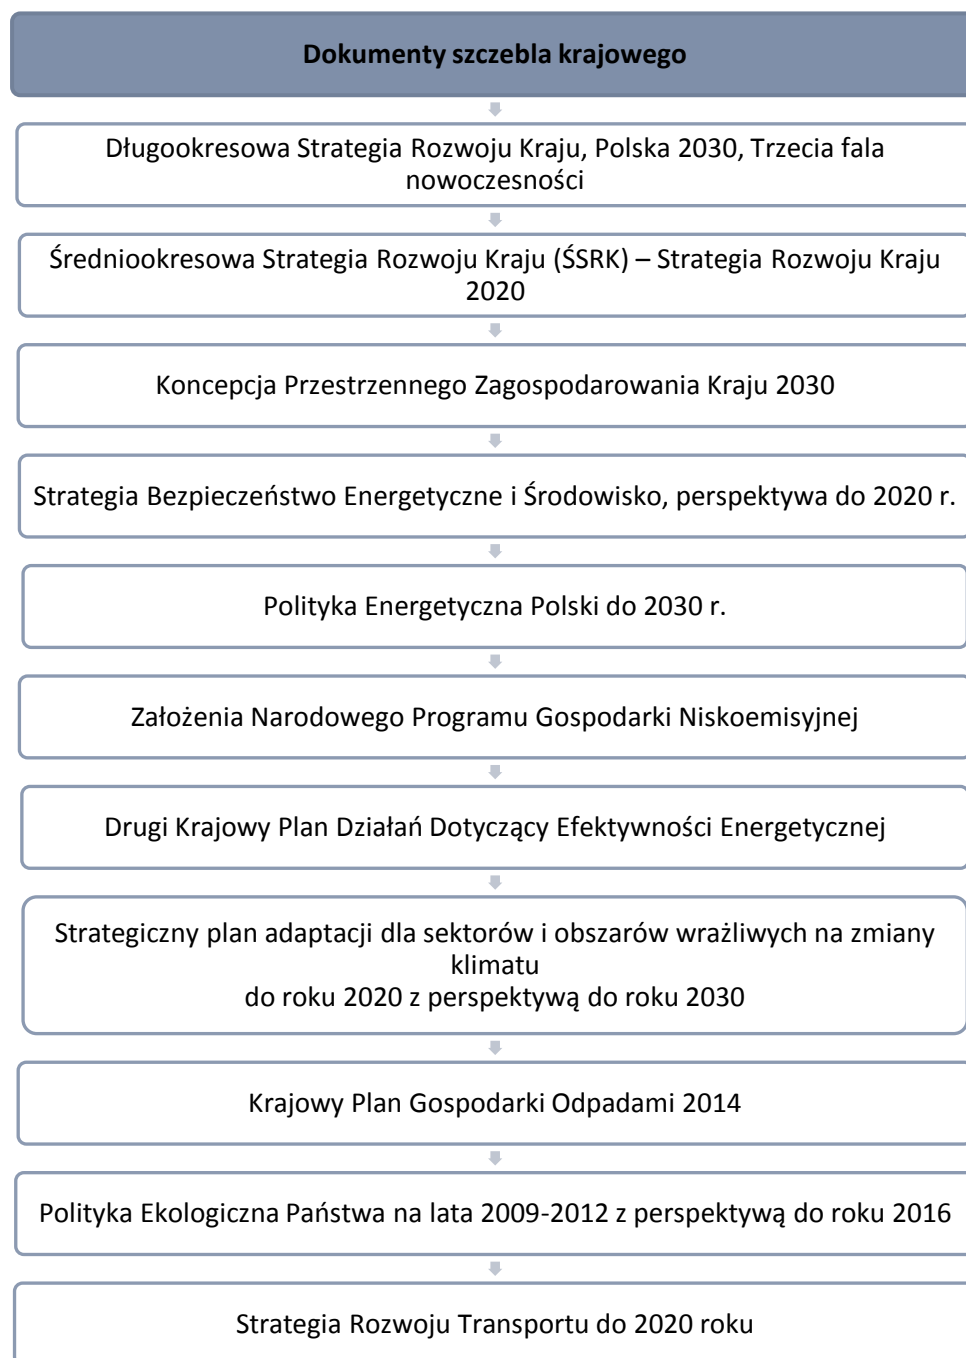 Dokumenty szczebla krajowego
Długookresowa Strategia Rozwoju Kraju, Polska 2030, Trzecia fala
nowoczesności
Średniookresowa Strategia Rozwoju Kraju (ŚSRK) – Strategia Rozwoju Kraju
2020
Koncepcja Przestrzennego Zagospodarowania Kraju 2030
Strategia Bezpieczeństwo Energetyczne i Środowisko, perspektywa do 2020 r.
Polityka Energetyczna Polski do 2030 r.
Założenia Narodowego Programu Gospodarki Niskoemisyjnej
Drugi Krajowy Plan Działań Dotyczący Efektywności Energetycznej
Strategiczny plan adaptacji dla sektorów i obszarów wrażliwych na zmiany
klimatu
do roku 2020 z perspektywą do roku 2030
Krajowy Plan Gospodarki Odpadami 2014
Polityka Ekologiczna Państwa na lata 2009-2012 z perspektywą do roku 2016
Strategia Rozwoju Transportu do 2020 roku